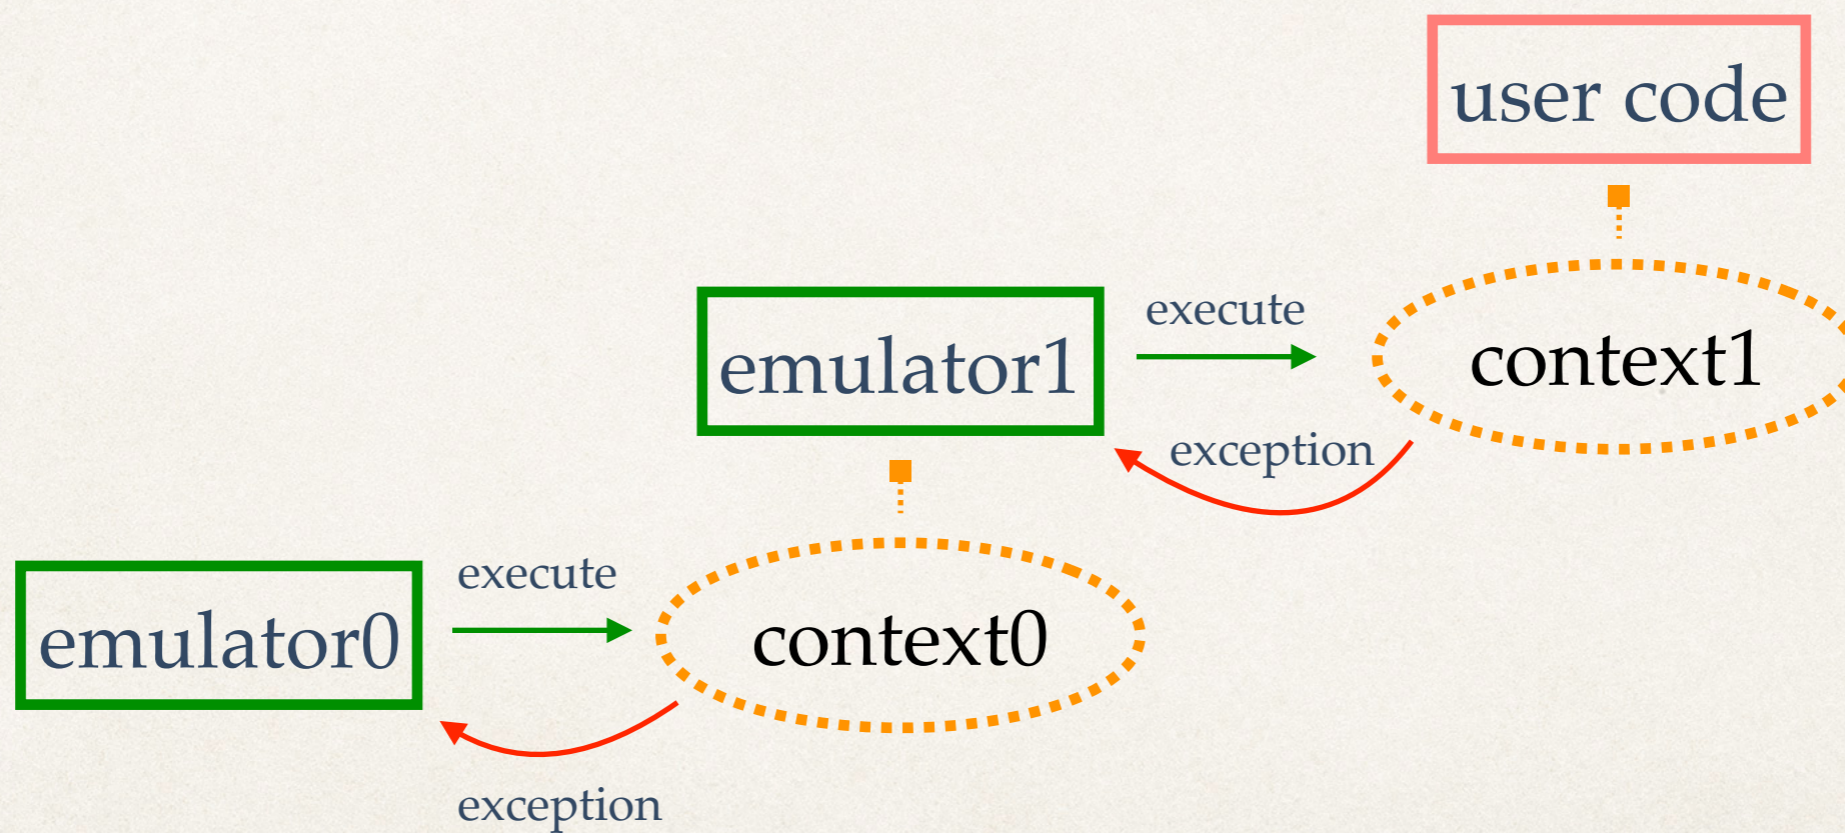 user code
execute
emulator1
context1
exception
execute
emulator0
context0
exception